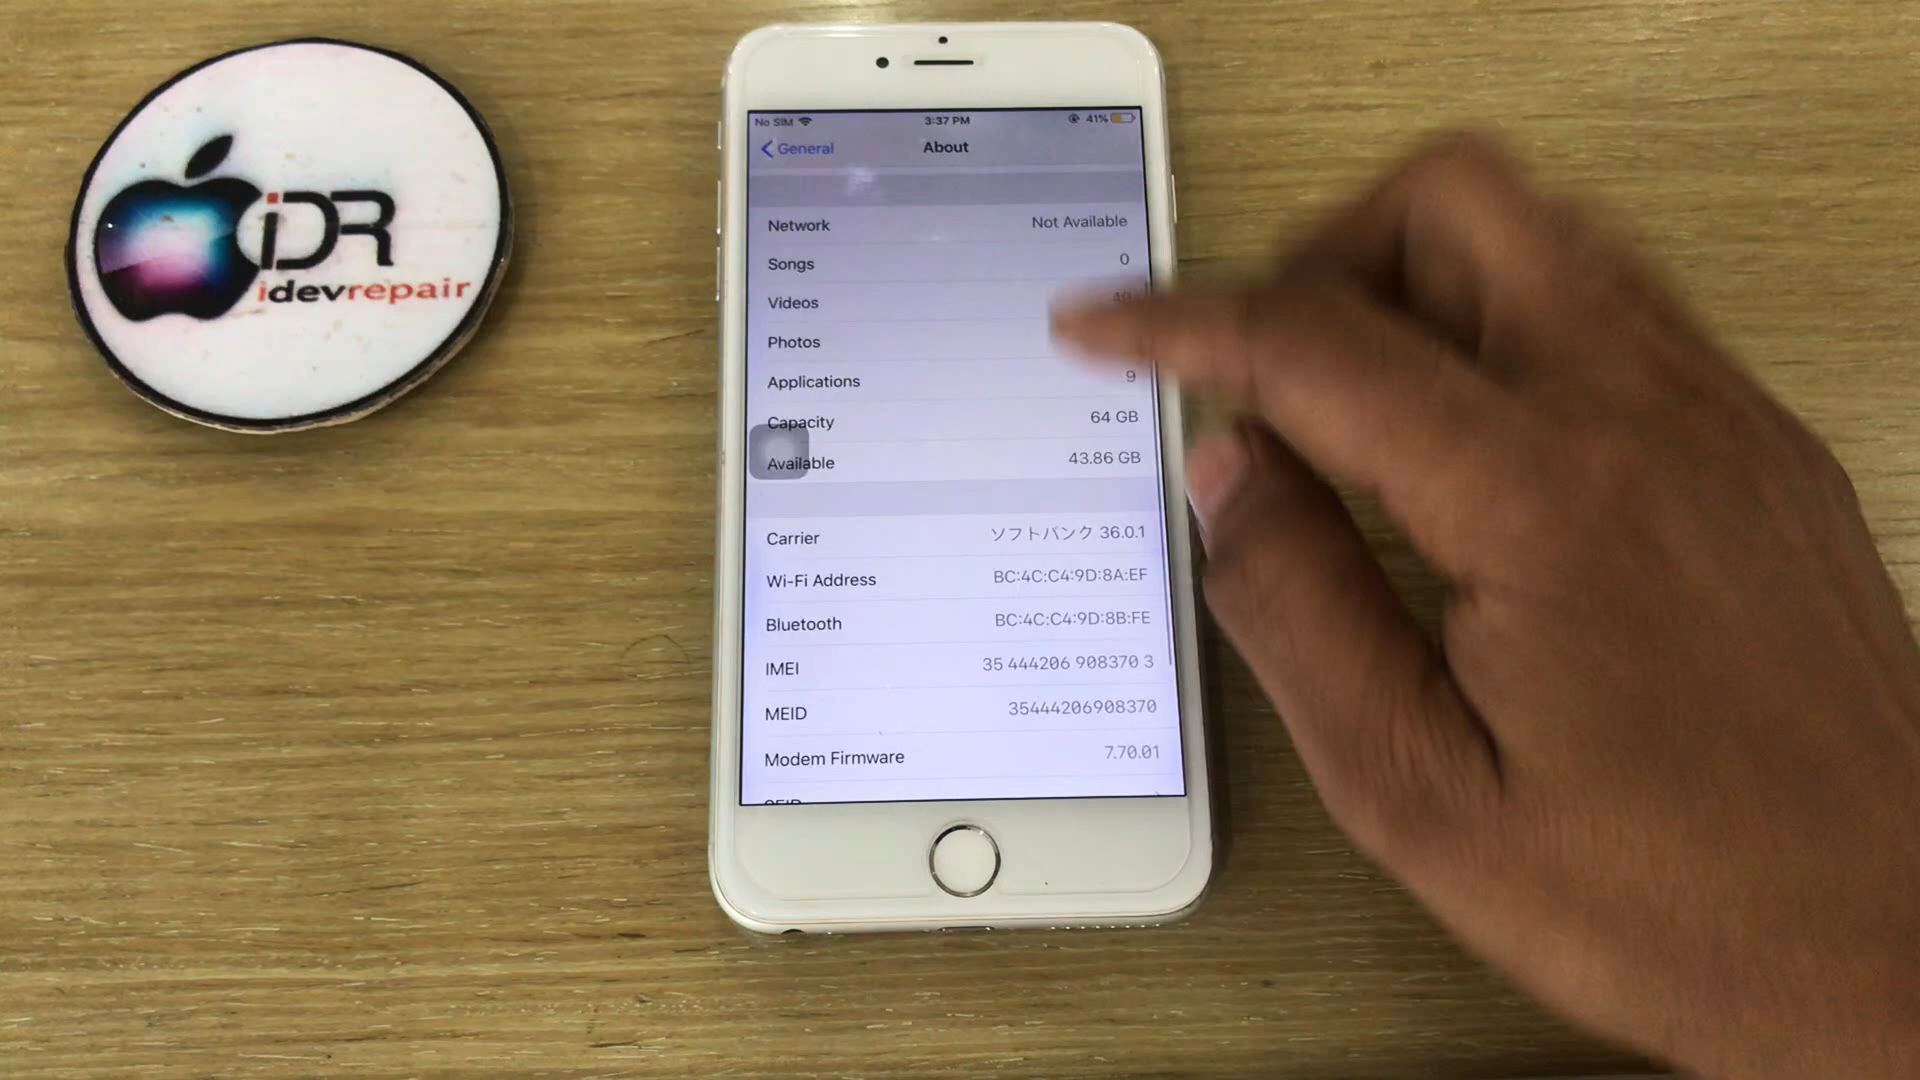 iDR
idevrepair
No SIM 3:37 PM 41%
General About
Network Not Available
Songs 0
Videos
Photos
Applications 9
Capacity 64 GB
Available 43.86 GB
Carrier ソフトバンク 36.0.1
Wi-Fi Address BC:4C:C4:9D:8A:EF
Bluetooth BC:4C:C4:9D:8B:FE
IMEI 35 444206 908370 3
MEID 35444206908370
Modem Firmware 7.70.01